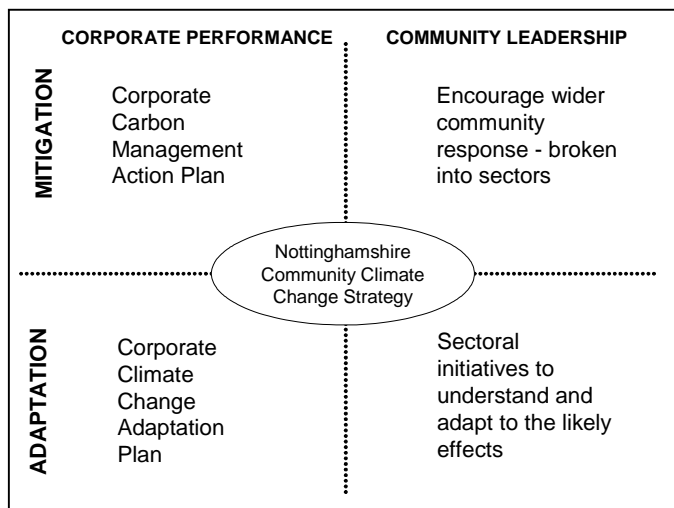 CORPORATE PERFORMANCE
COMMUNITY LEADERSHIP
MITIGATION
Corporate
Carbon
Management
Action Plan
Encourage wider
community
response - broken
into sectors
Nottinghamshire
Community Climate
Change Strategy
ADAPTATION
Corporate
Climate
Change
Adaptation
Plan
Sectoral
initiatives to
understand and
adapt to the likely
effects